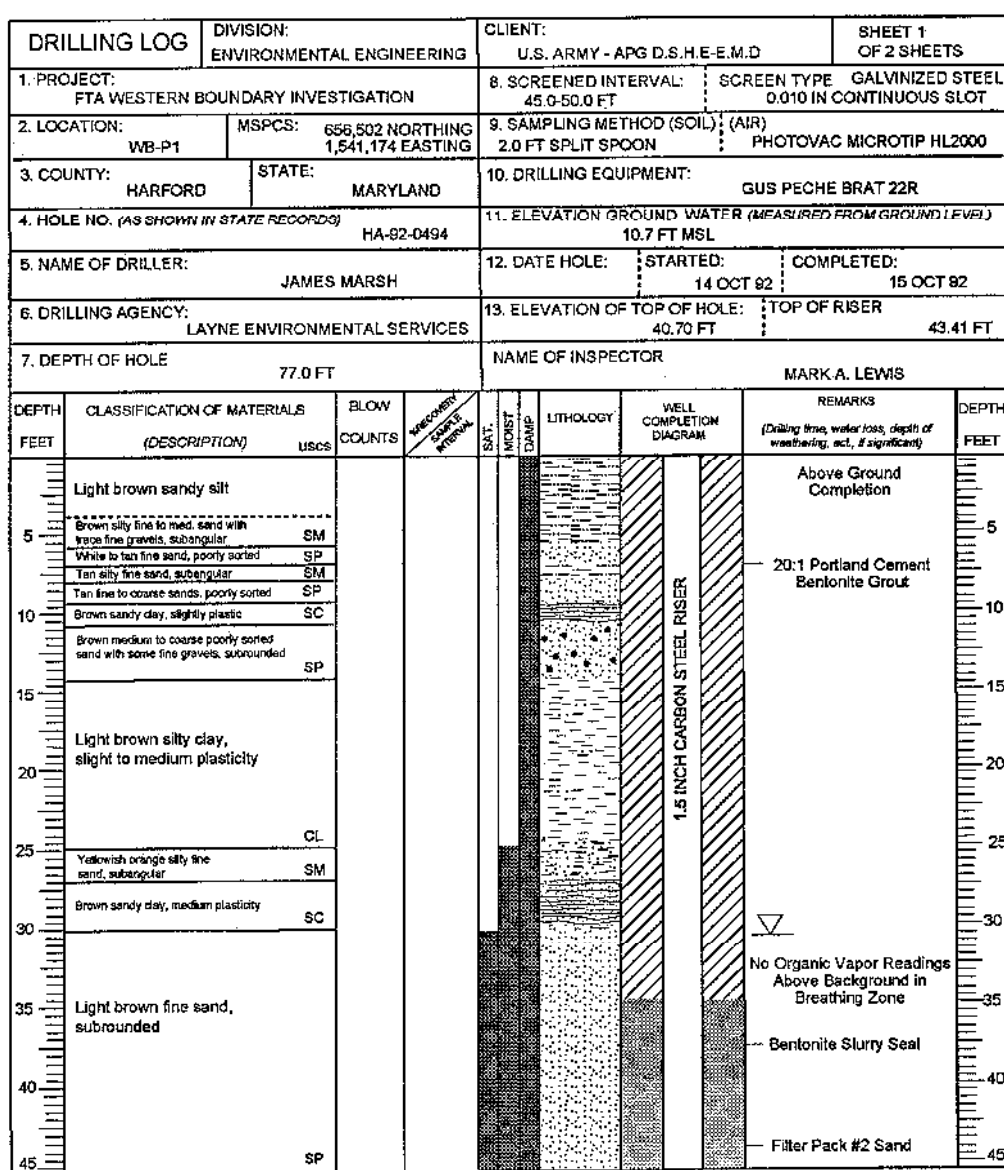 DRILLING LOG
DIVISION:
ENVIRONMENTAL ENGINEERING
CLIENT:
U.S. ARMY - APG D.S.H.E-E.M.D
SHEET 1
OF 2 SHEETS
1. PROJECT:
FTA WESTERN BOUNDARY INVESTIGATION
8. SCREENED INTERVAL:
45.0-50.0 FT
SCREEN TYPE GALVINIZED STEEL
0.010 IN CONTINUOUS SLOT
2. LOCATION:
WB-P1
MSPCS: 656,502 NORTHING
1,541,174 EASTING
9. SAMPLING METHOD (SOIL)
2.0 FT SPLIT SPOON
(AIR)
PHOTOVAC MICROTIP HL2000
3. COUNTY:
HARFORD
STATE:
MARYLAND
10. DRILLING EQUIPMENT:
GUS PECHE BRAT 22R
4. HOLE NO. (AS SHOWN IN STATE RECORDS)
HA-92-0494
11. ELEVATION GROUND WATER (MEASURED FROM GROUND LEVEL)
10.7 FT MSL
5. NAME OF DRILLER:
JAMES MARSH
12. DATE HOLE:
STARTED:
14 OCT 92
COMPLETED:
15 OCT 92
6. DRILLING AGENCY:
LAYNE ENVIRONMENTAL SERVICES
13. ELEVATION OF TOP OF HOLE:
40.70 FT
TOP OF RISER
43.41 FT
7. DEPTH OF HOLE
77.0 FT
NAME OF INSPECTOR
MARK A. LEWIS
DEPTH
FEET
CLASSIFICATION OF MATERIALS
(DESCRIPTION) USCS
BLOW
COUNTS
%RECOVERY
SAMPLE
INTERVAL
SAT.
MOIST
DAMP
LITHOLOGY
WELL
COMPLETION
DIAGRAM
REMARKS
(Drilling time, water loss, depth of
weathering, ect., if significant)
DEPTH
FEET
Light brown sandy silt
Above Ground
Completion
5
Brown silty fine to med. sand with
trace fine gravels, subangular SM
5
White to tan fine sand, poorly sorted SP
Tan silty fine sand, subangular SM
Tan fine to coarse sands, poorly sorted SP
20:1 Portland Cement
Bentonite Grout
10
Brown sandy clay, slightly plastic SC
10
Brown medium to coarse poorly sorted
sand with some fine gravels, subrounded
SP
15
15
1.5 INCH CARBON STEEL RISER
Light brown silty clay,
slight to medium plasticity
20
20
CL
25
25
Yellowish orange silty fine
sand, subangular SM
Brown sandy clay, medium plasticity
SC
30
30
No Organic Vapor Readings
Above Background in
Breathing Zone
Light brown fine sand,
subrounded
35
35
Bentonite Slurry Seal
40
40
Filter Pack #2 Sand
45
SP
45